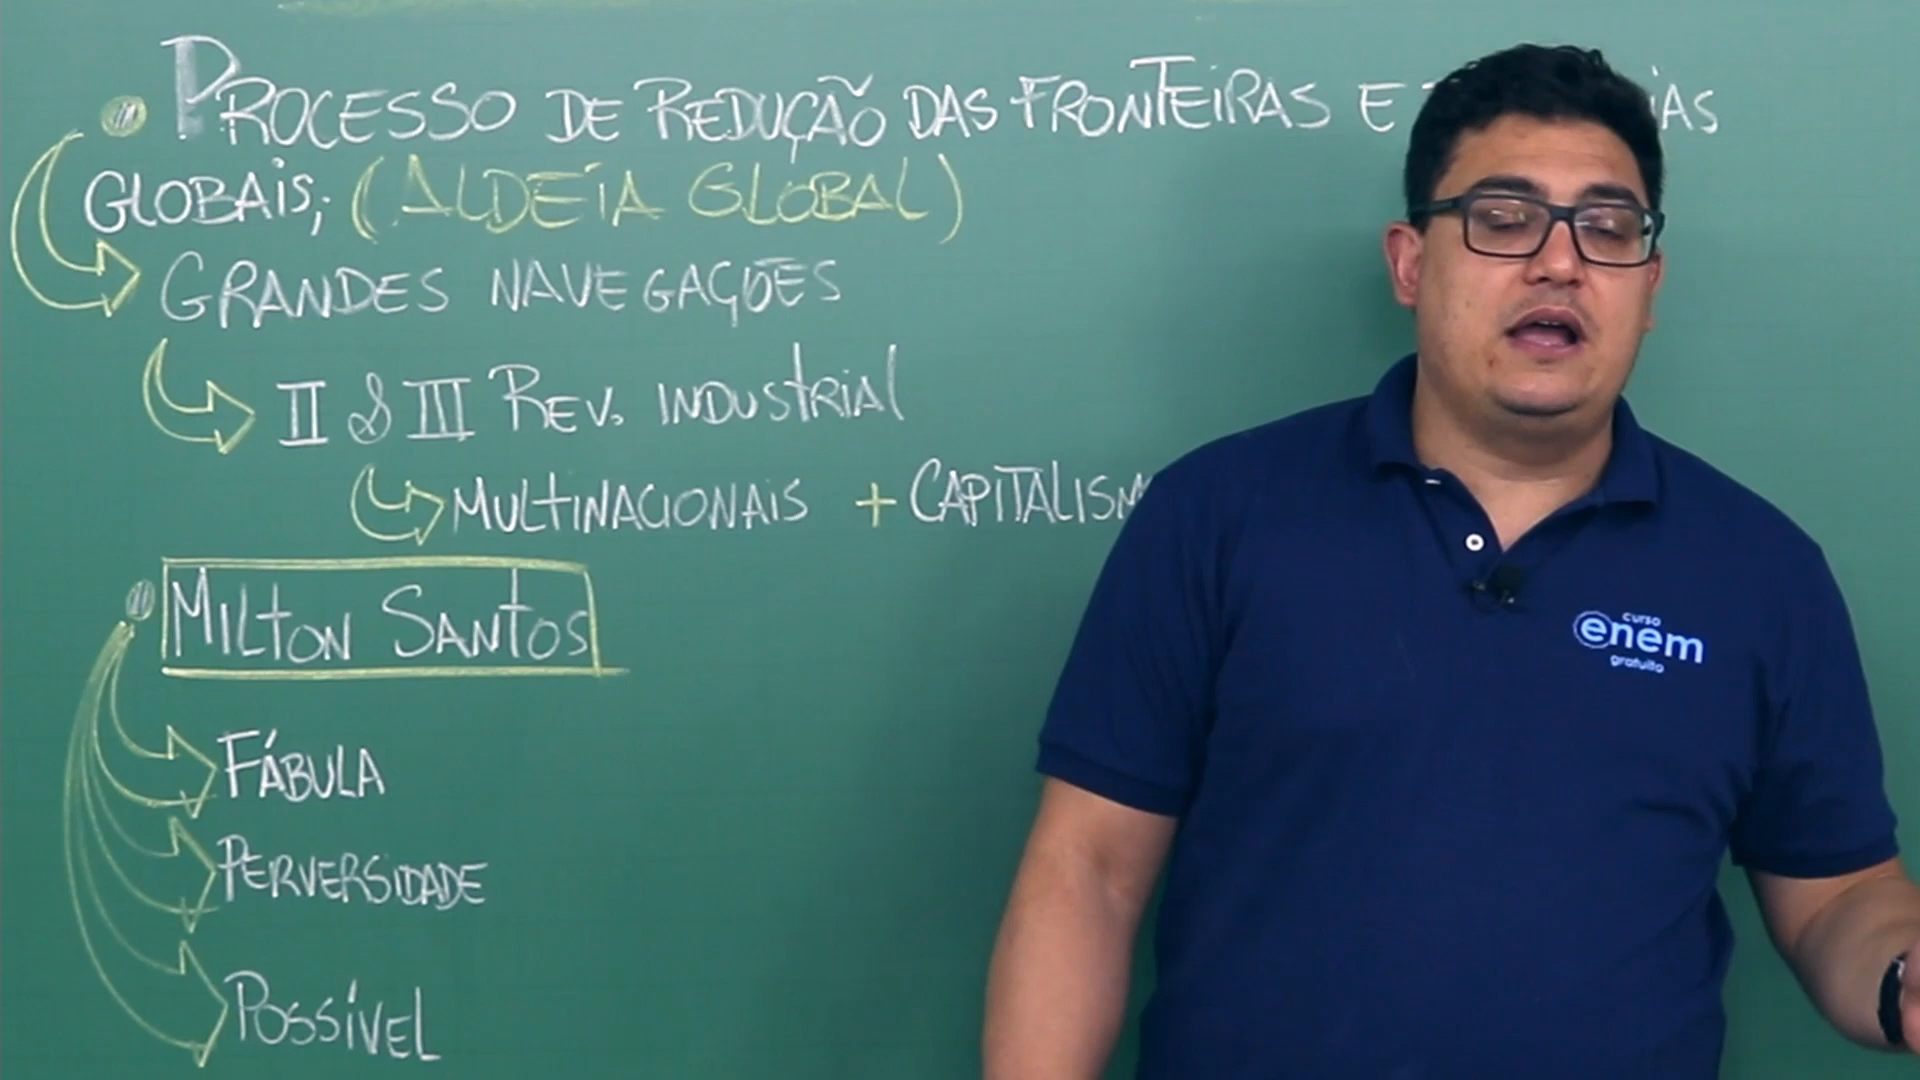 PROCESSO DE REDUÇÃO DAS FRONTEIRAS E
GLOBAIS; (ALDEIA GLOBAL)
GRANDES NAVEGAÇÕES
II & III REV. INDUSTRIAL
MULTINACIONAIS + CAPITALISM
MILTON SANTOS
FÁBULA
PERVERSIDADE
POSSÍVEL
curso
enem
gratuito